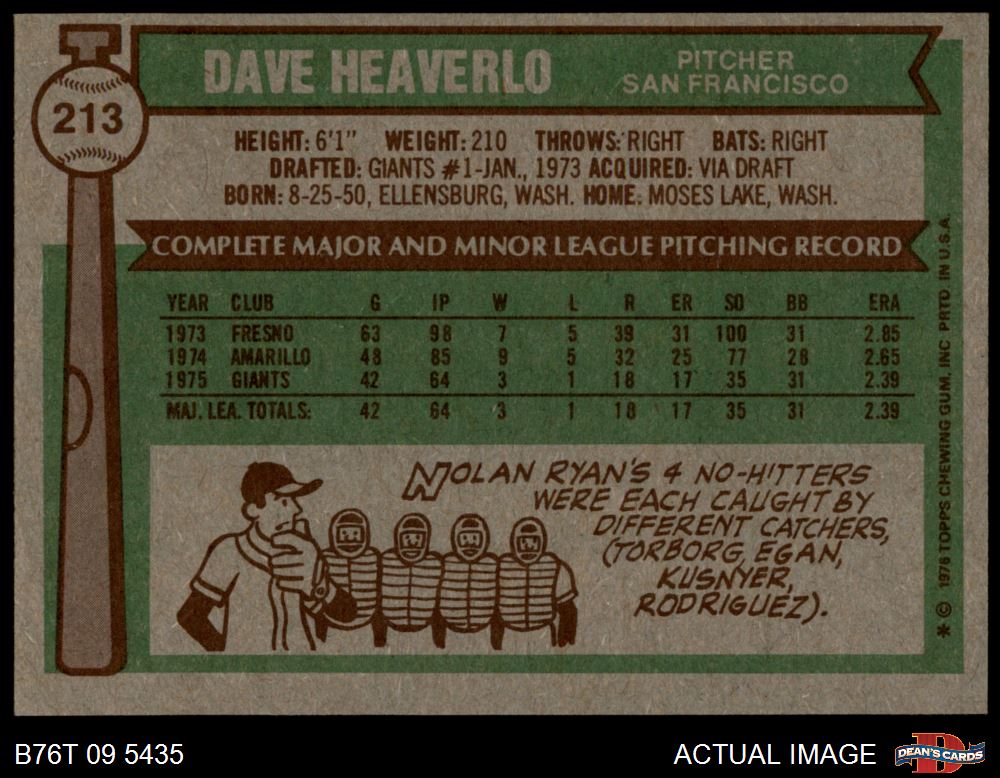 213
DAVE HEAVERLO
PITCHER
SAN FRANCISCO
HEIGHT: 6'1" WEIGHT: 210 THROWS: RIGHT BATS: RIGHT
DRAFTED: GIANTS #1-JAN., 1973 ACQUIRED: VIA DRAFT
BORN: 8-25-50, ELLENSBURG, WASH. HOME: MOSES LAKE, WASH.
COMPLETE MAJOR AND MINOR LEAGUE PITCHING RECORD
YEAR CLUB G IP W L R ER SO BB ERA
1973 FRESNO 63 98 7 5 39 31 100 31 2.85
1974 AMARILLO 48 85 9 5 32 25 77 28 2.65
1975 GIANTS 42 64 3 1 18 17 35 31 2.39
MAJ. LEA. TOTALS: 42 64 3 1 18 17 35 31 2.39
NOLAN RYAN'S 4 NO-HITTERS
WERE EACH CAUGHT BY
DIFFERENT CATCHERS,
(TORBORG, EGAN,
KUSNYER,
RODRIGUEZ).
* © 1976 TOPPS CHEWING GUM, INC PRTD IN U.S.A.
B76T 09 5435
ACTUAL IMAGE
D
DEAN'S CARDS